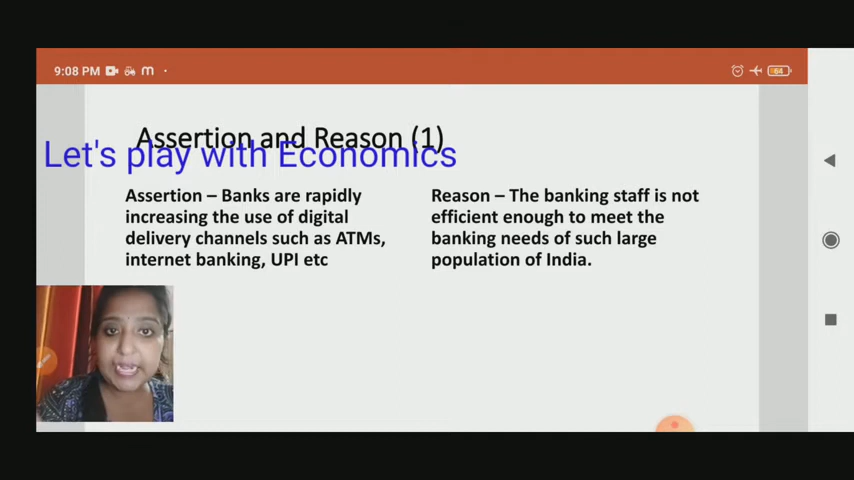 9:08 PM
64
Assertion and Reason (1)
Let's play with Economics
Assertion – Banks are rapidly
increasing the use of digital
delivery channels such as ATMs,
internet banking, UPI etc
Reason – The banking staff is not
efficient enough to meet the
banking needs of such large
population of India.